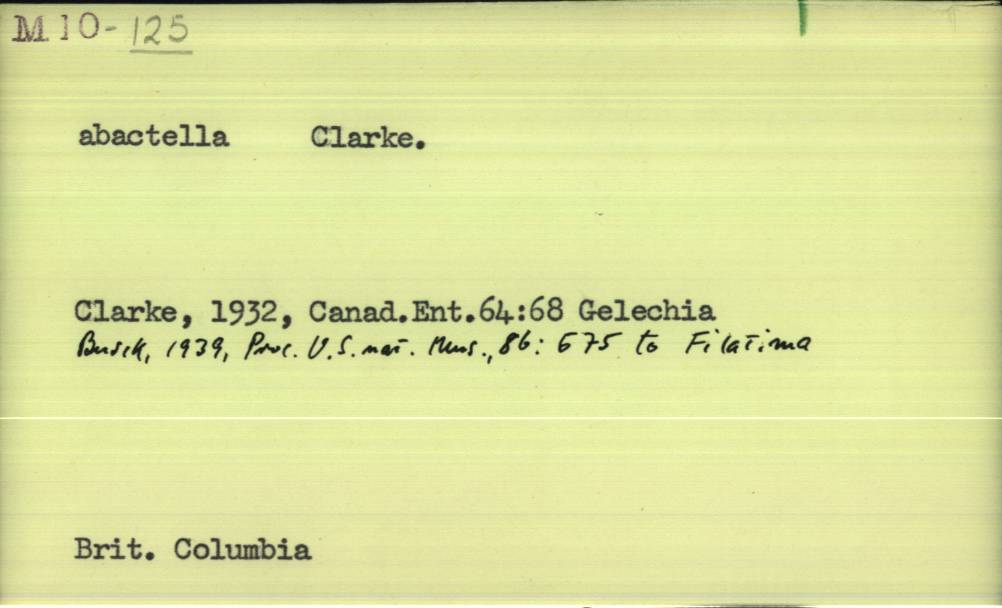 M 10-125
abactella Clarke.
Clarke, 1932, Canad.Ent.64:68 Gelechia
Busck, 1939, Proc. U.S. nat. Mus., 86: 575 to Filatima
Brit. Columbia